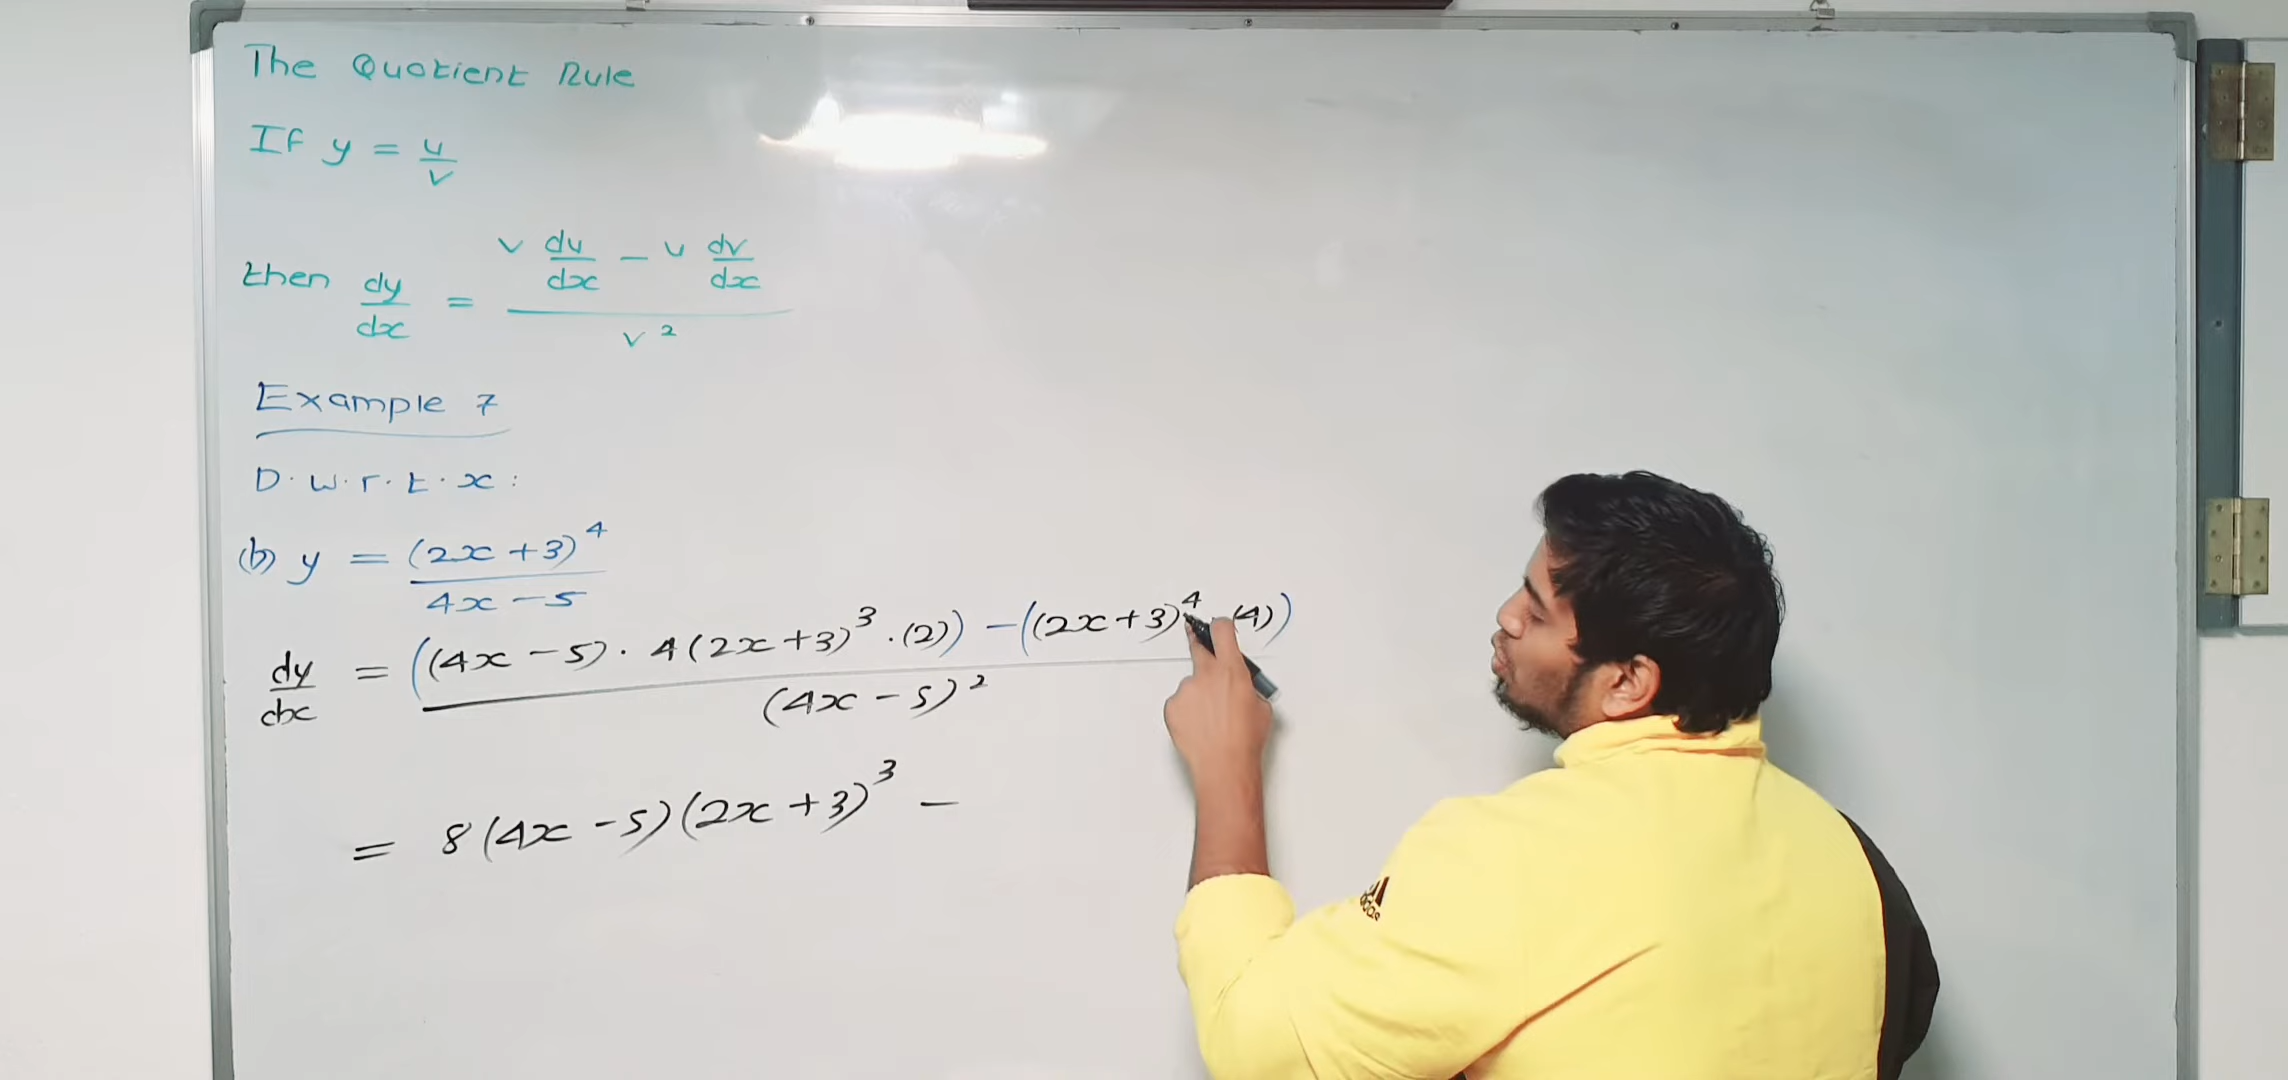 The Quotient Rule
If y = u/v
then dy/dx = (v du/dx − u dv/dx)/v²
Example 7
D.w.r.t.x:
(b) y = (2x+3)⁴/(4x−5)
dy/dx = (((4x−5)·4(2x+3)³·(2)) − ((2x+3)⁴·(4)))/(4x−5)²
= 8(4x−5)(2x+3)³ −
adidas